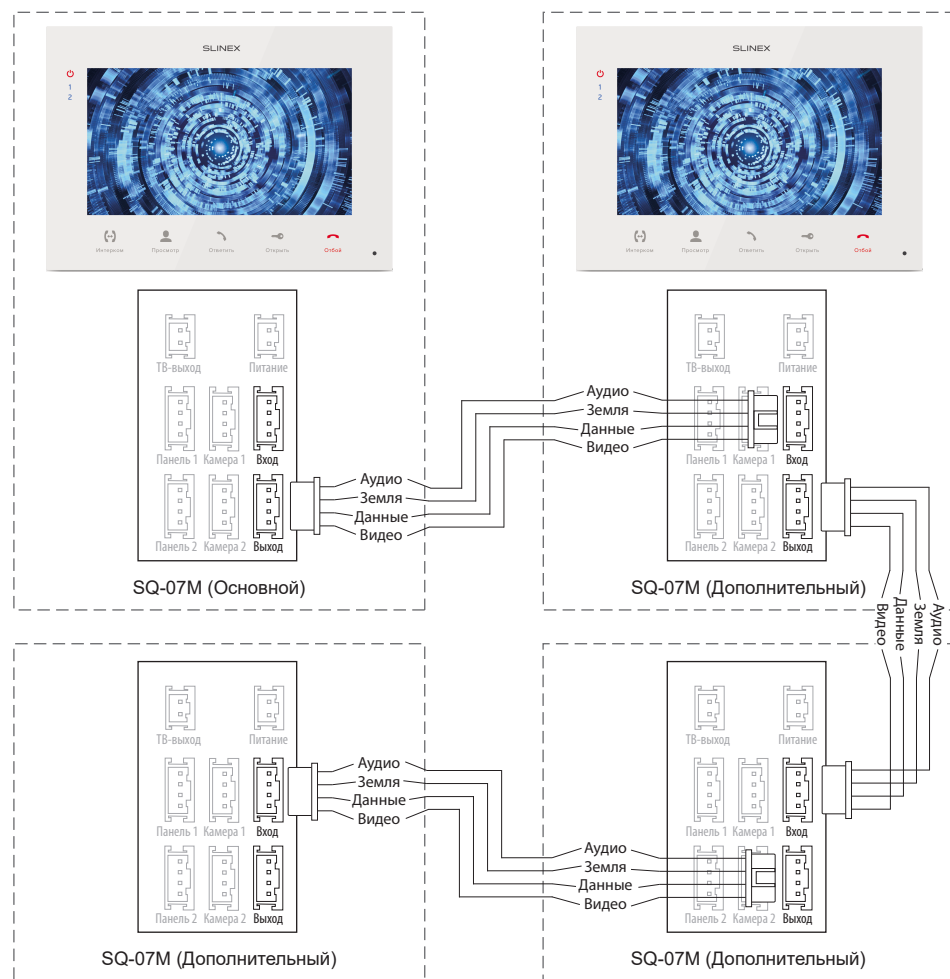 SLINEX
1
2
Интерком Просмотр Ответить Открыть Отбой
SLINEX
1
2
Интерком Просмотр Ответить Открыть Отбой
ТВ-выход Питание
Панель 1 Камера 1 Вход
Панель 2 Камера 2 Выход
Аудио
Земля
Данные
Видео
SQ-07M (Основной)
Аудио
Земля
Данные
Видео
ТВ-выход Питание
Панель 1 Камера 1 Вход
Панель 2 Камера 2 Выход
SQ-07M (Дополнительный)
Видео
Данные
Земля
Аудио
ТВ-выход Питание
Панель 1 Камера 1 Вход
Панель 2 Камера 2 Выход
Аудио
Земля
Данные
Видео
SQ-07M (Дополнительный)
ТВ-выход Питание
Панель 1 Камера 1 Вход
Аудио
Земля
Данные
Видео
Панель 2 Камера 2 Выход
SQ-07M (Дополнительный)